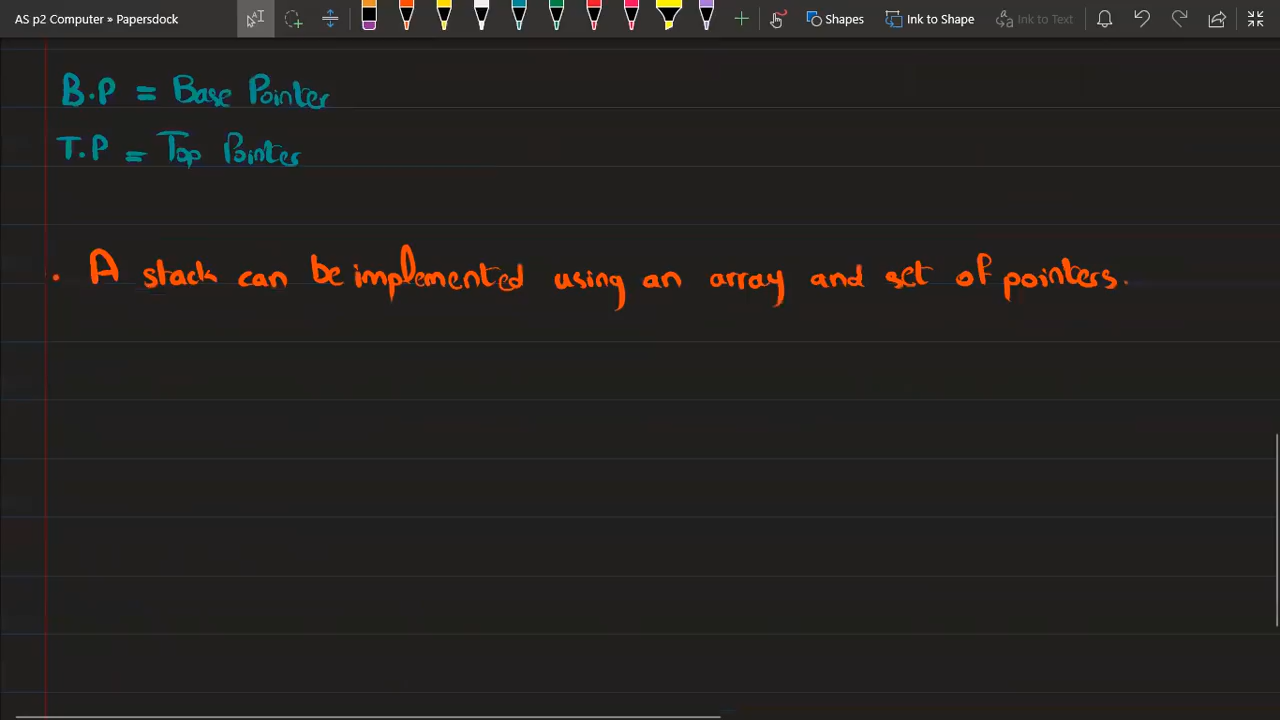 AS p2 Computer » Papersdock
Shapes
Ink to Shape
Ink to Text
B.P = Base Pointer
T.P = Top Pointer
. A stack can be implemented using an array and set of pointers.